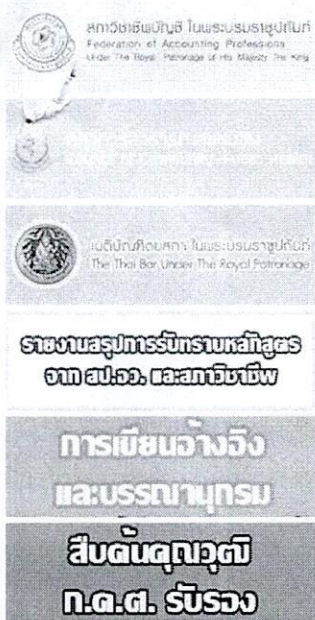 สภาวิชาชีพบัญชี ในพระบรมราชูปถัมภ์
Federation of Accounting Professions
Under The Royal Patronage of His Majesty The King
เนติบัณฑิตยสภา ในพระบรมราชูปถัมภ์
The Thai Bar Under The Royal Patronage
รายงานสรุปการรับทราบหลักสูตร
จาก สป.อว. และสภาวิชาชีพ
การเขียนอ้างอิง
และบรรณานุกรม
สืบค้นคุณวุฒิ
ก.ค.ศ. รับรอง